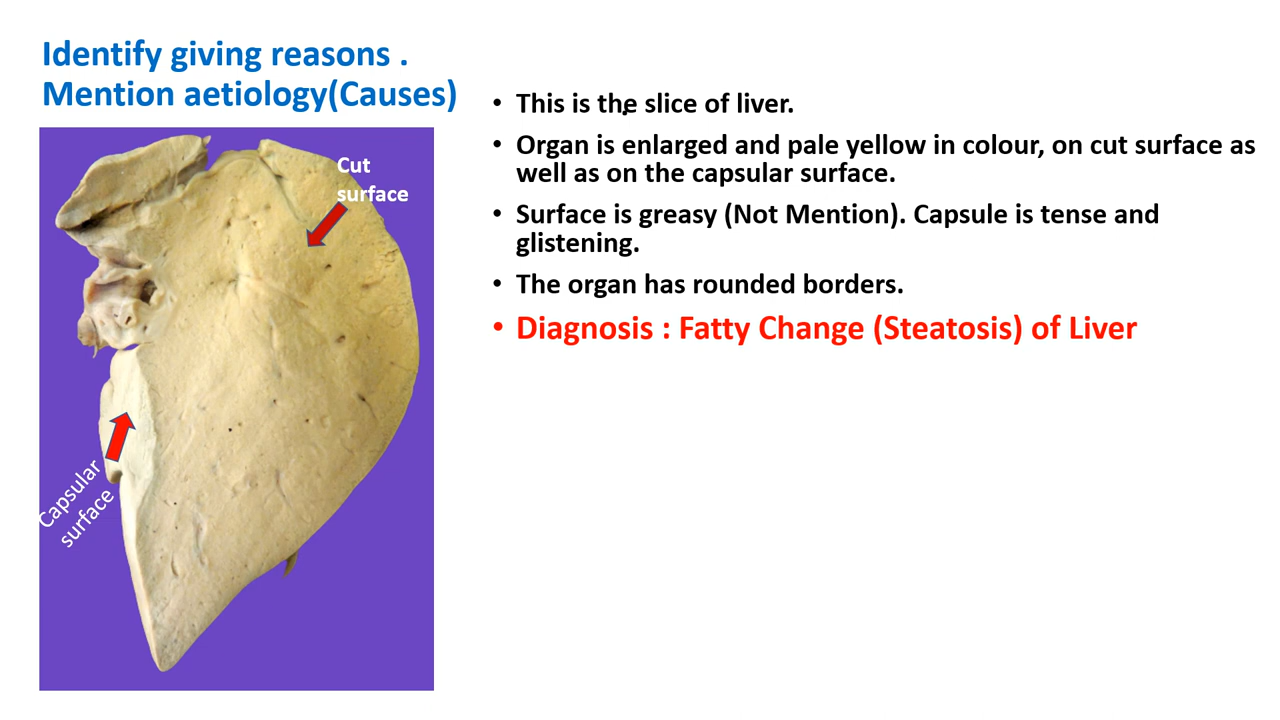 Identify giving reasons .
Mention aetiology(Causes)
Cut
surface
Capsular
surface
• This is the slice of liver.
• Organ is enlarged and pale yellow in colour, on cut surface as
well as on the capsular surface.
• Surface is greasy (Not Mention). Capsule is tense and
glistening.
• The organ has rounded borders.
• Diagnosis : Fatty Change (Steatosis) of Liver